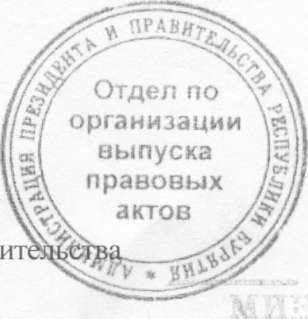 АДМИНИСТРАЦИЯ ПРЕЗИДЕНТА И ПРАВИТЕЛЬСТВА РЕСПУБЛИКИ БУРЯТИЯ *
Отдел по
организации
выпуска
правовых
актов
ительства